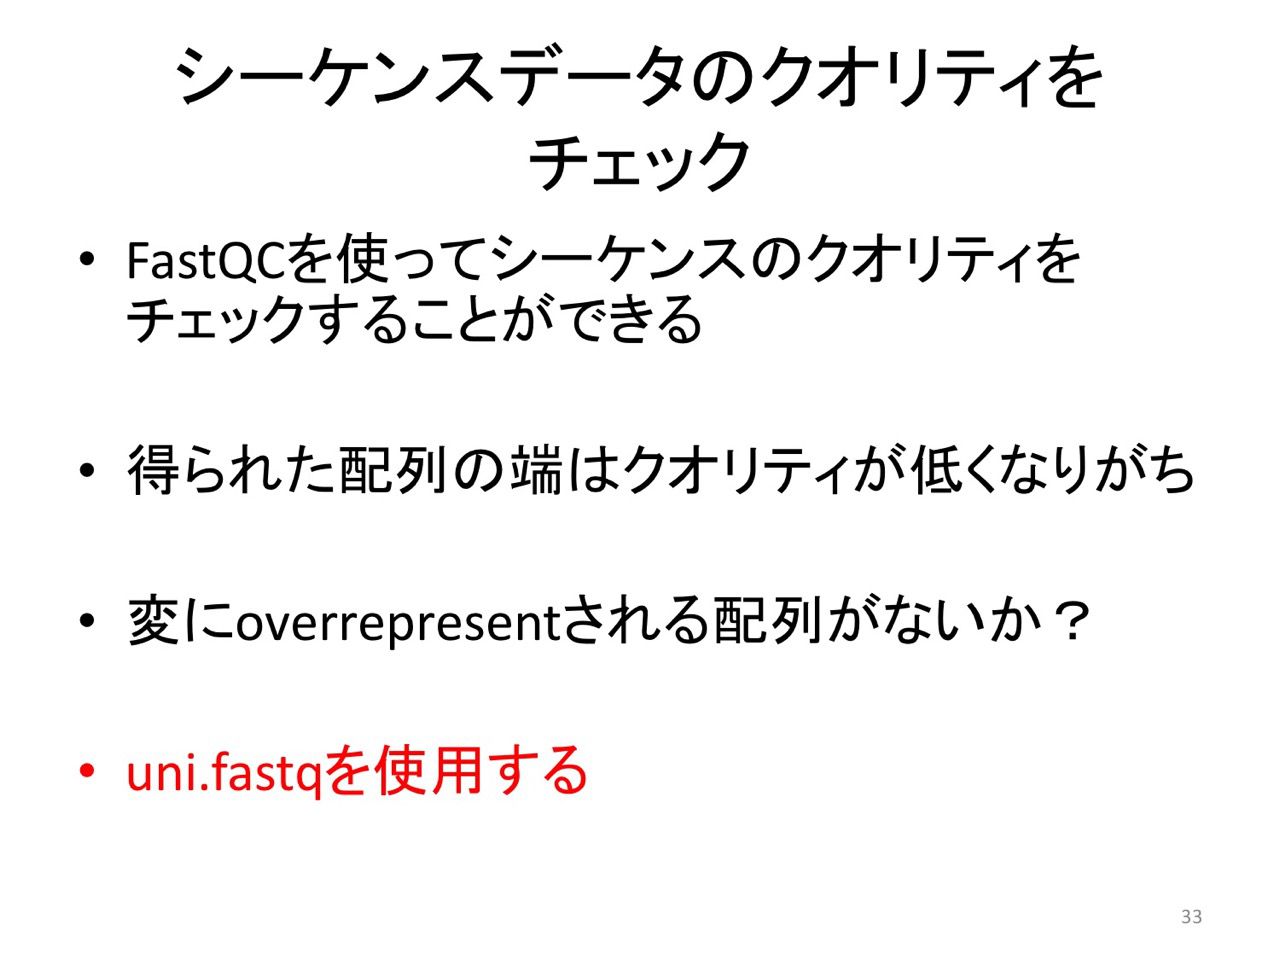 シーケンスデータのクオリティを
チェック
• FastQCを使ってシーケンスのクオリティを
チェックすることができる
• 得られた配列の端はクオリティが低くなりがち
• 変にoverrepresentされる配列がないか？
• uni.fastqを使用する
33